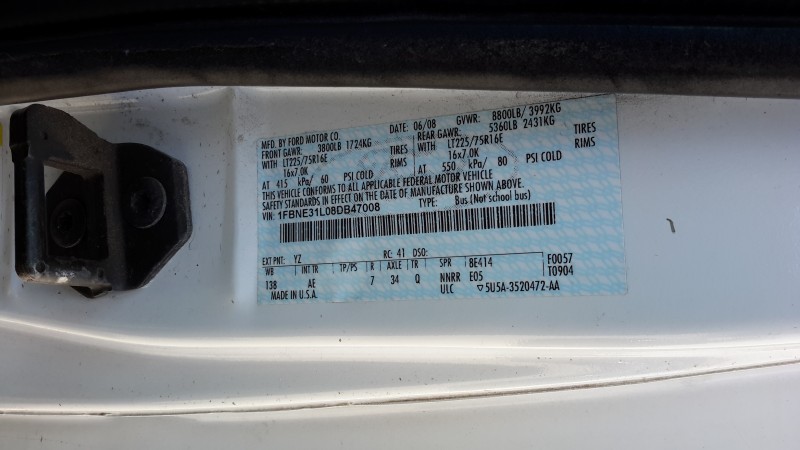 MFD. BY FORD MOTOR CO. DATE: 06/08 GVWR: 8800LB/ 3992KG
FRONT GAWR: 3800LB 1724KG REAR GAWR: 5360LB 2431KG
WITH LT225/75R16E TIRES WITH LT225/75R16E TIRES
16x7.0K RIMS 16x7.0K RIMS
AT 415 kPa/ 60 PSI COLD AT 550 kPa/ 80 PSI COLD
THIS VEHICLE CONFORMS TO ALL APPLICABLE FEDERAL MOTOR VEHICLE
SAFETY STANDARDS IN EFFECT ON THE DATE OF MANUFACTURE SHOWN ABOVE.
VIN: 1FBNE31L08DB47008 TYPE: Bus (Not school bus)
EXT PNT: YZ RC: 41 DSO:
WB INT TR TP/PS R AXLE TR SPR 8E414 F0057
138 AE 7 34 Q NNRR E05 T0904
MADE IN U.S.A. ULC ▽5U5A-3520472-AA